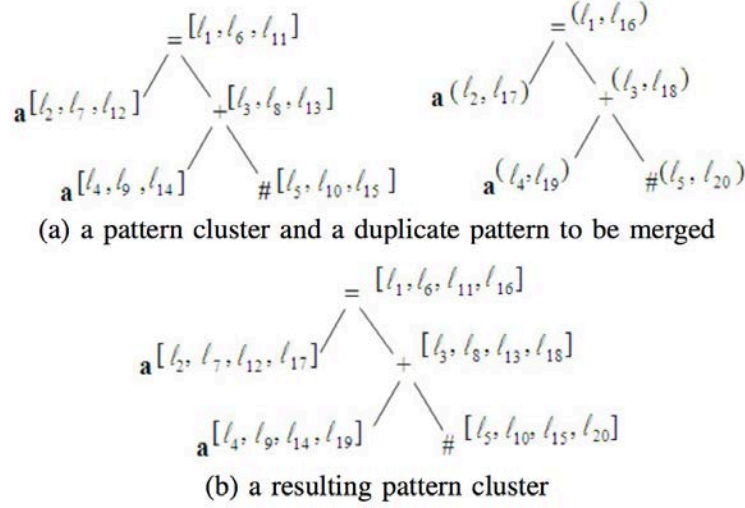 = [ℓ₁, ℓ₆, ℓ₁₁] = (ℓ₁, ℓ₁₆)
a [ℓ₂, ℓ₇, ℓ₁₂] + [ℓ₃, ℓ₈, ℓ₁₃] a (ℓ₂, ℓ₁₇) + (ℓ₃, ℓ₁₈)
a [ℓ₄, ℓ₉, ℓ₁₄] # [ℓ₅, ℓ₁₀, ℓ₁₅] a (ℓ₄, ℓ₁₉) # (ℓ₅, ℓ₂₀)
(a) a pattern cluster and a duplicate pattern to be merged
= [ℓ₁, ℓ₆, ℓ₁₁, ℓ₁₆]
a [ℓ₂, ℓ₇, ℓ₁₂, ℓ₁₇] + [ℓ₃, ℓ₈, ℓ₁₃, ℓ₁₈]
a [ℓ₄, ℓ₉, ℓ₁₄, ℓ₁₉] # [ℓ₅, ℓ₁₀, ℓ₁₅, ℓ₂₀]
(b) a resulting pattern cluster